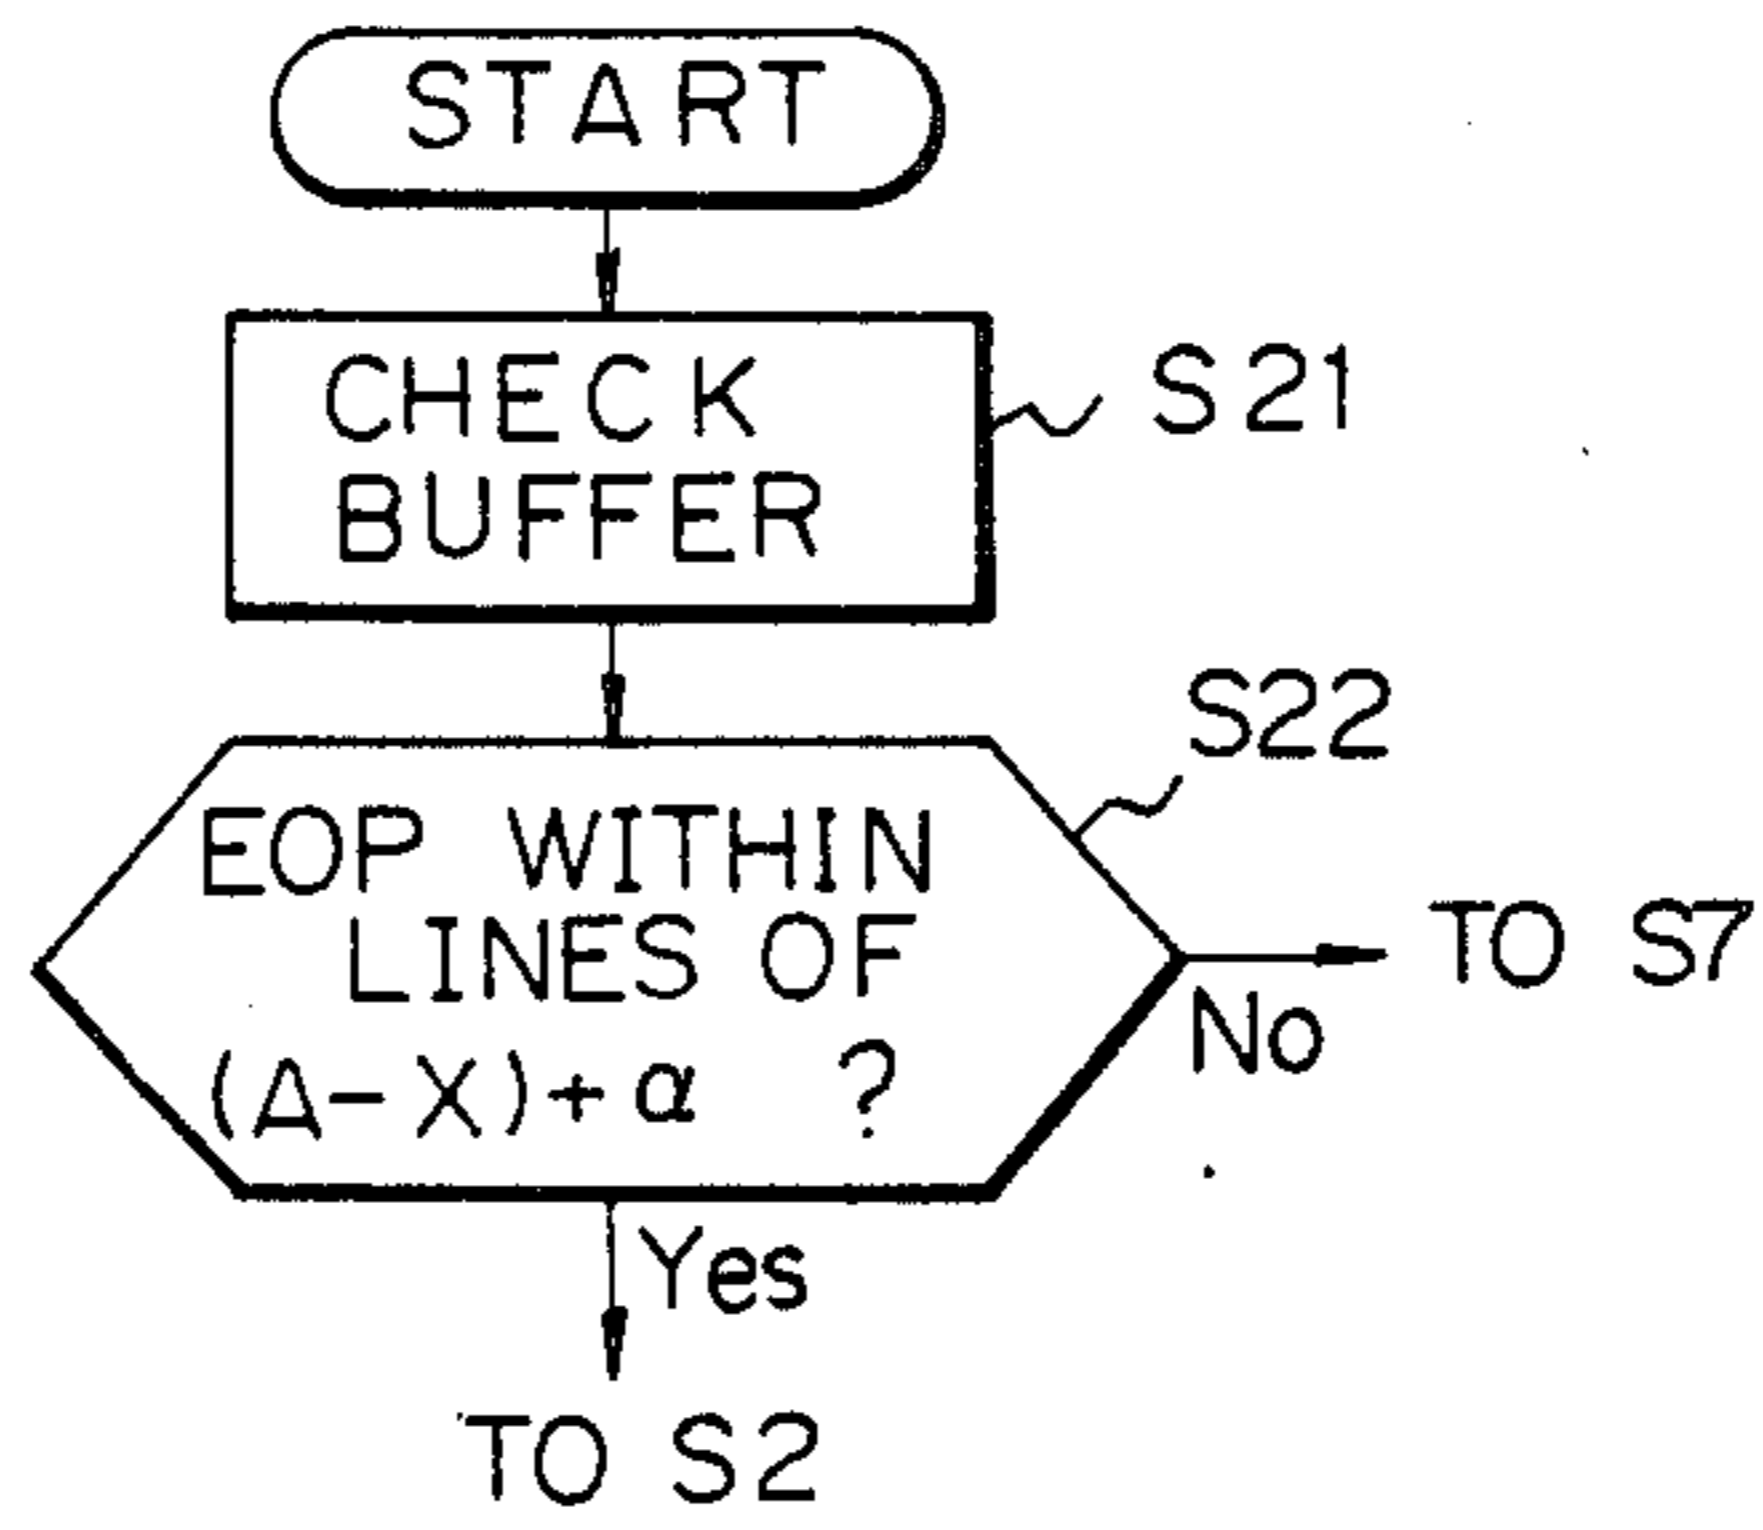 START
CHECK
BUFFER
S21
S22
EOP WITHIN
LINES OF
(A-X)+α ?
No
TO S7
Yes
TO S2